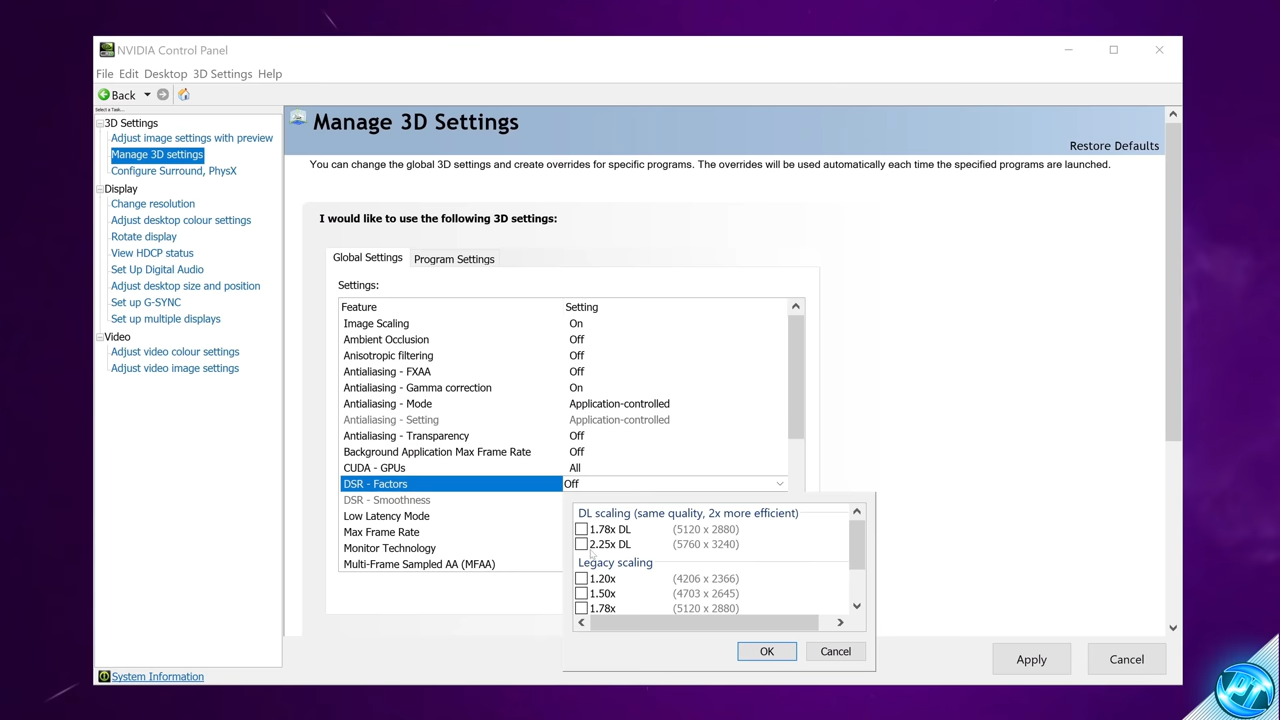 NVIDIA Control Panel
File Edit Desktop 3D Settings Help
Back
Select a Task...
3D Settings
Adjust image settings with preview
Manage 3D settings
Configure Surround, PhysX
Display
Change resolution
Adjust desktop colour settings
Rotate display
View HDCP status
Set Up Digital Audio
Adjust desktop size and position
Set up G-SYNC
Set up multiple displays
Video
Adjust video colour settings
Adjust video image settings
System Information
Manage 3D Settings
Restore Defaults
You can change the global 3D settings and create overrides for specific programs. The overrides will be used automatically each time the specified programs are launched.
I would like to use the following 3D settings:
Global Settings Program Settings
Settings:
Feature Setting
Image Scaling On
Ambient Occlusion Off
Anisotropic filtering Off
Antialiasing - FXAA Off
Antialiasing - Gamma correction On
Antialiasing - Mode Application-controlled
Antialiasing - Setting Application-controlled
Antialiasing - Transparency Off
Background Application Max Frame Rate Off
CUDA - GPUs All
DSR - Factors Off
DSR - Smoothness
Low Latency Mode
Max Frame Rate
Monitor Technology
Multi-Frame Sampled AA (MFAA)
DL scaling (same quality, 2x more efficient)
1.78x DL (5120 x 2880)
2.25x DL (5760 x 3240)
Legacy scaling
1.20x (4206 x 2366)
1.50x (4703 x 2645)
1.78x (5120 x 2880)
OK Cancel
Apply Cancel
PT